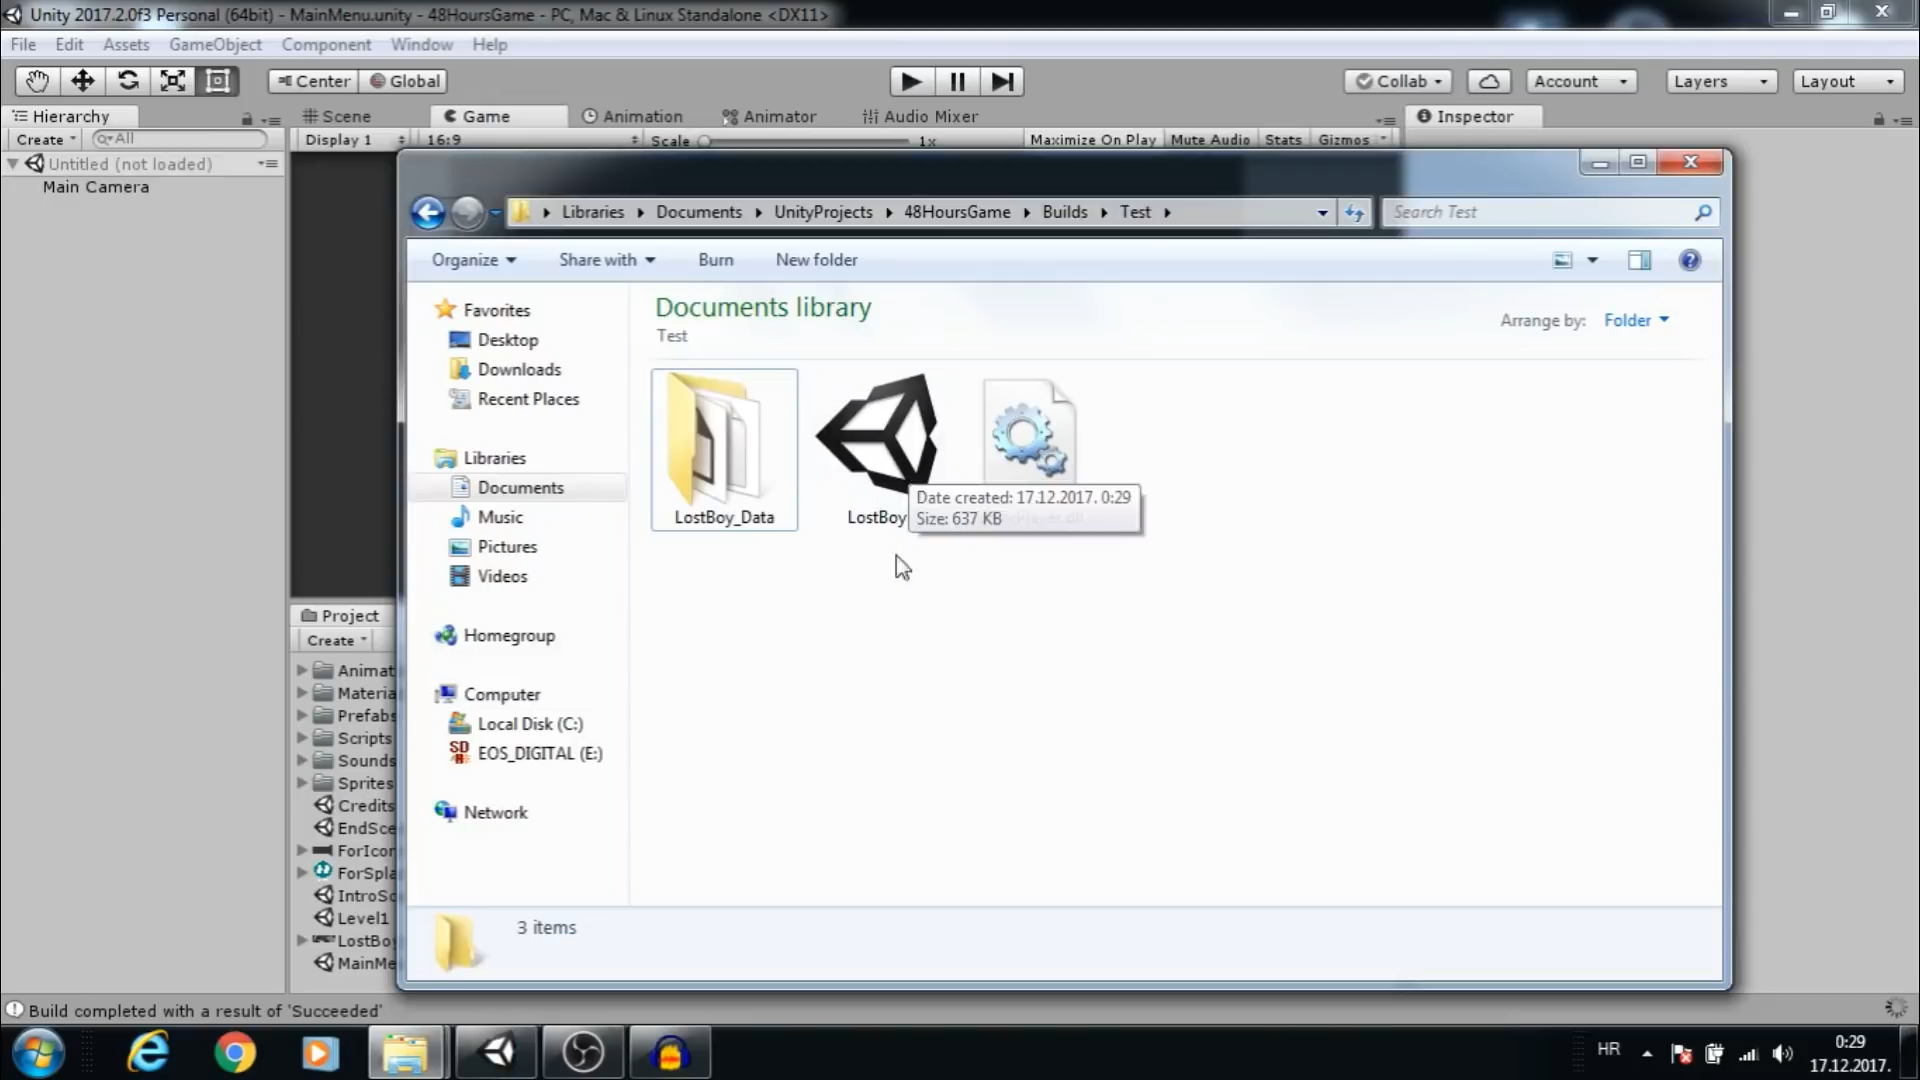 Unity 2017.2.0f3 Personal (64bit) - MainMenu.unity - 48HoursGame - PC, Mac & Linux Standalone <DX11>
File Edit Assets GameObject Component Window Help
Center Global Collab Account Layers Layout
Hierarchy Scene Game Animation Animator Audio Mixer Inspector
Create All Display 1 16:9 Scale 1x Maximize On Play Mute Audio Stats Gizmos
Untitled (not loaded)
Main Camera
Libraries Documents UnityProjects 48HoursGame Builds Test Search Test
Organize Share with Burn New folder
Favorites
Desktop
Downloads
Recent Places
Libraries
Documents
Music
Pictures
Videos
Homegroup
Computer
Local Disk (C:)
EOS_DIGITAL (E:)
Network
Documents library
Test
Arrange by: Folder
LostBoy_Data LostBoy
Date created: 17.12.2017. 0:29
Size: 637 KB
3 items
Project
Create
Animat
Materia
Prefabs
Scripts
Sounds
Sprites
Credits
EndSce
ForIcon
ForSpla
IntroSc
Level1
LostBoy
MainMe
Build completed with a result of 'Succeeded'
HR 0:29
17.12.2017.